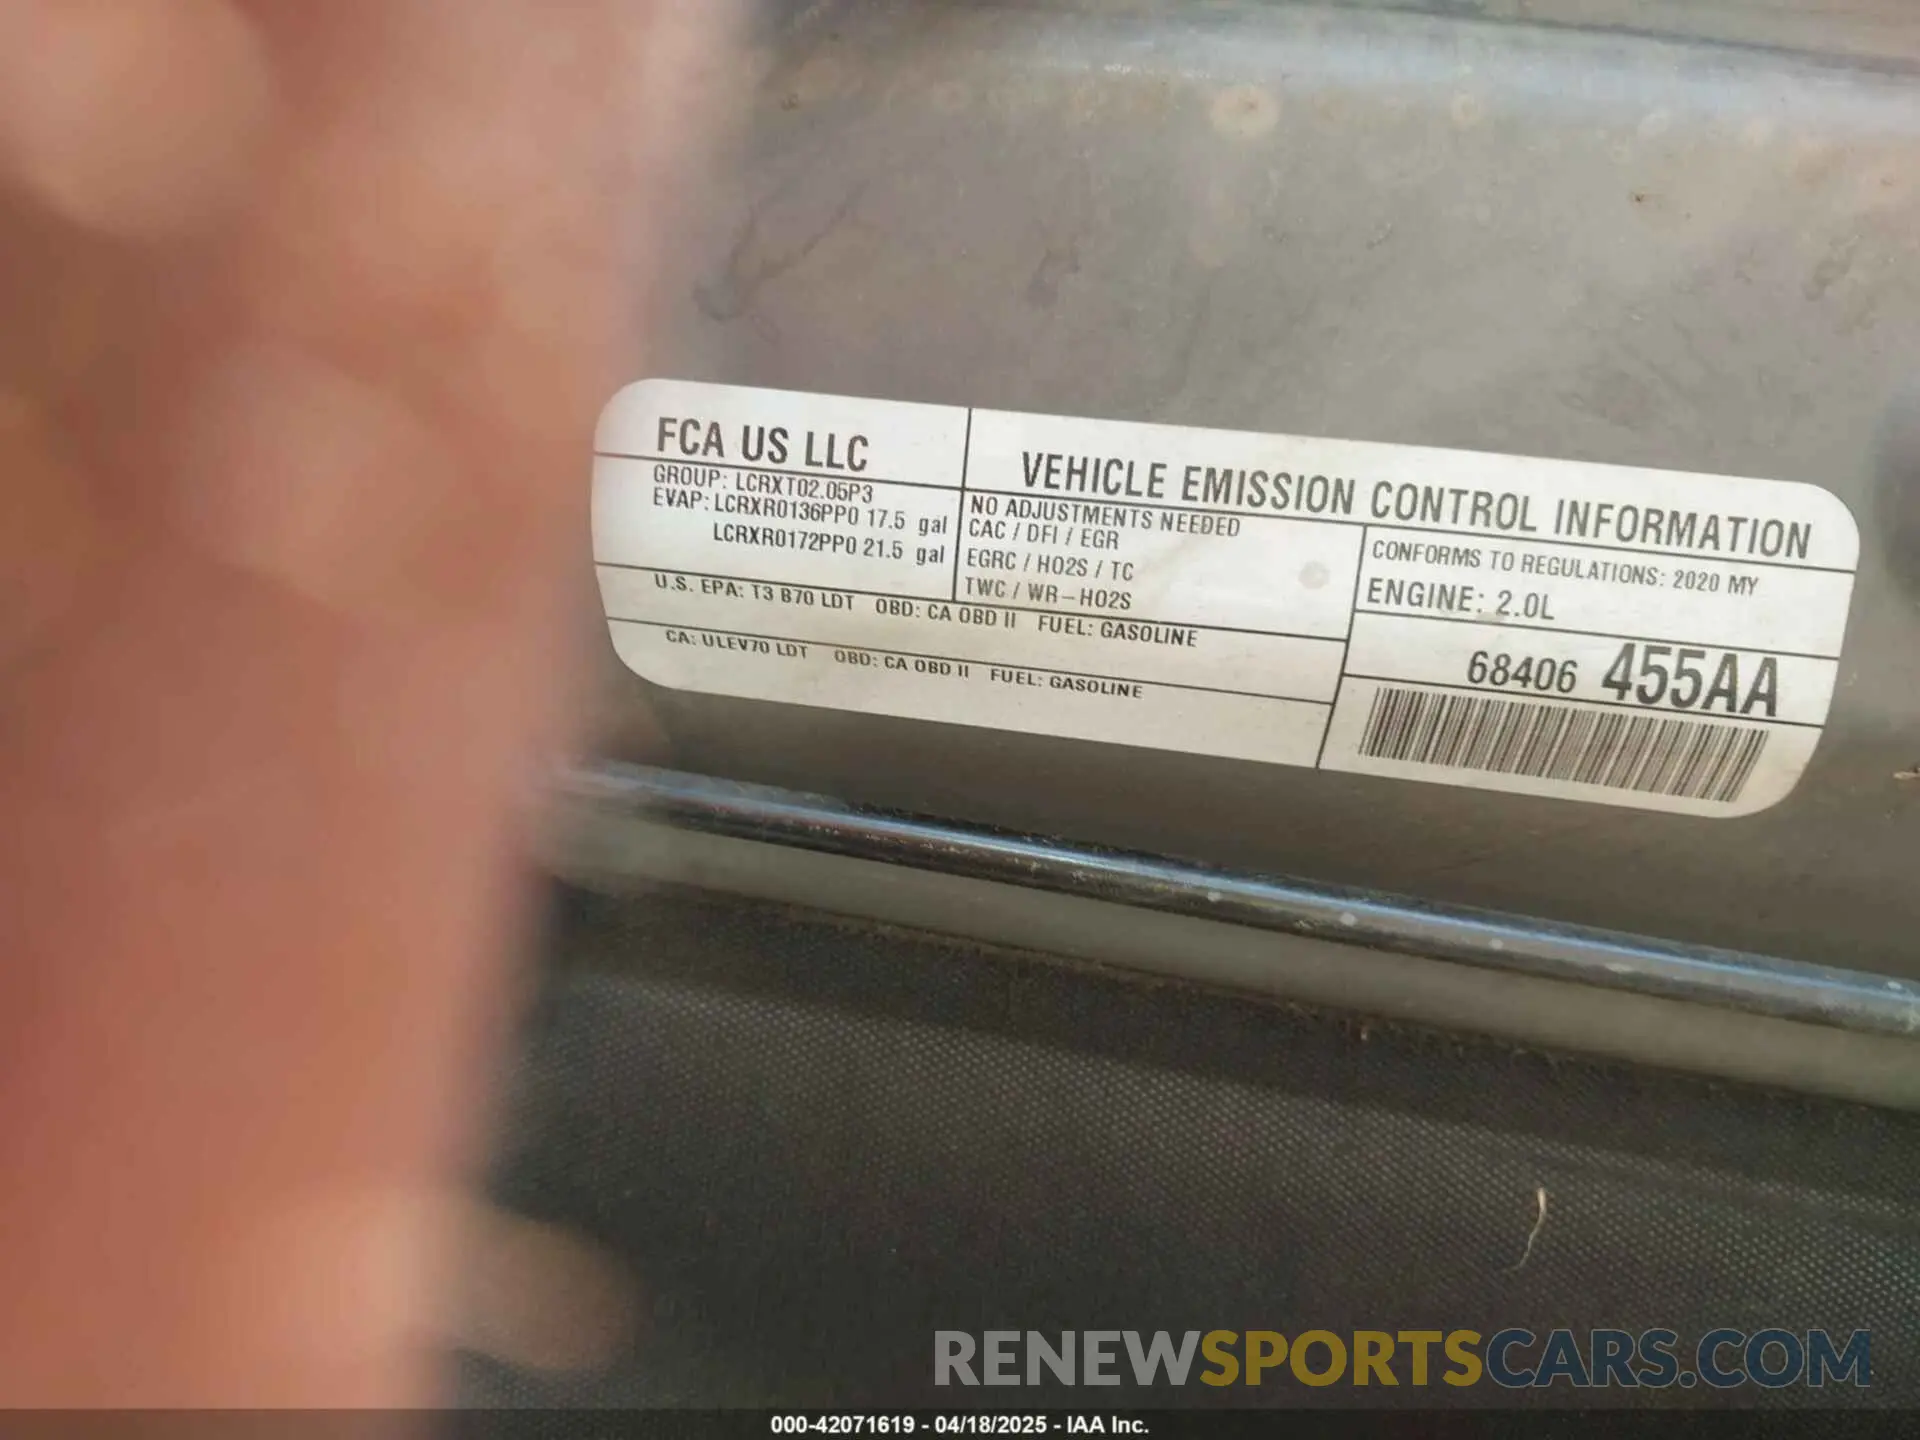 FCA US LLC
GROUP: LCRXT02.05P3
EVAP: LCRXR0136PP0 17.5 gal
LCRXR0172PP0 21.5 gal
VEHICLE EMISSION CONTROL INFORMATION
NO ADJUSTMENTS NEEDED
CAC / DFI / EGR
EGRC / HO2S / TC
TWC / WR-HO2S
CONFORMS TO REGULATIONS: 2020 MY
ENGINE: 2.0L
U.S. EPA: T3 B70 LDT OBD: CA OBD II FUEL: GASOLINE
CA: ULEV70 LDT OBD: CA OBD II FUEL: GASOLINE
68406 455AA
RENEWSPORTSCARS.COM
000-42071619 - 04/18/2025 - IAA Inc.